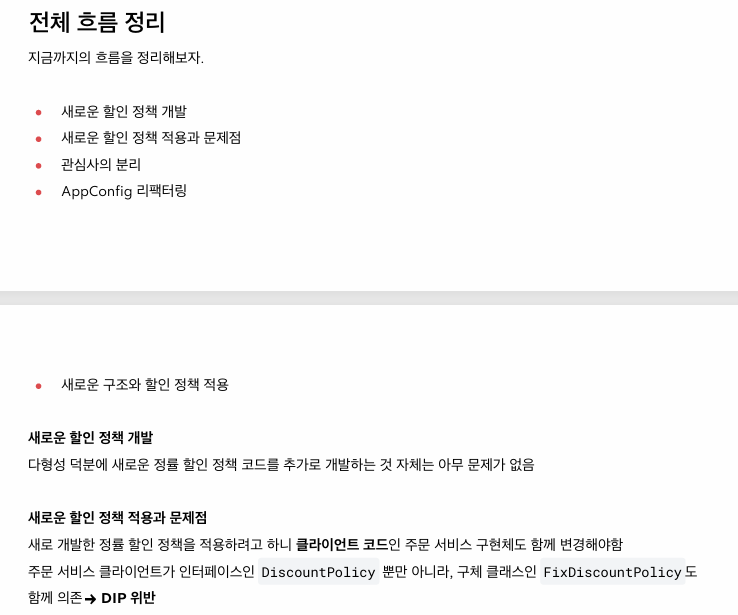 전체 흐름 정리
지금까지의 흐름을 정리해보자.
새로운 할인 정책 개발
새로운 할인 정책 적용과 문제점
관심사의 분리
AppConfig 리팩터링
새로운 구조와 할인 정책 적용
새로운 할인 정책 개발
다형성 덕분에 새로운 정률 할인 정책 코드를 추가로 개발하는 것 자체는 아무 문제가 없음
새로운 할인 정책 적용과 문제점
새로 개발한 정률 할인 정책을 적용하려고 하니 클라이언트 코드인 주문 서비스 구현체도 함께 변경해야함
주문 서비스 클라이언트가 인터페이스인 DiscountPolicy 뿐만 아니라, 구체 클래스인 FixDiscountPolicy 도
함께 의존 → DIP 위반